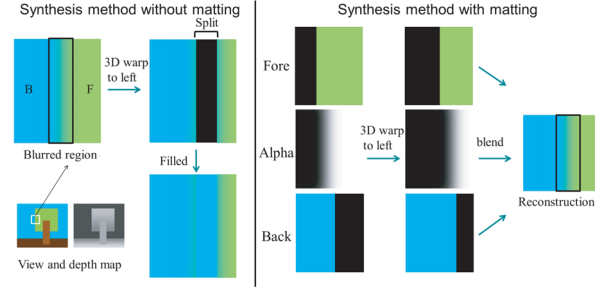 Synthesis method without matting
Split
3D warp
to left
B
F
Blurred region
Filled
View and depth map
Synthesis method with matting
Fore
Alpha
3D warp
to left
blend
Reconstruction
Back